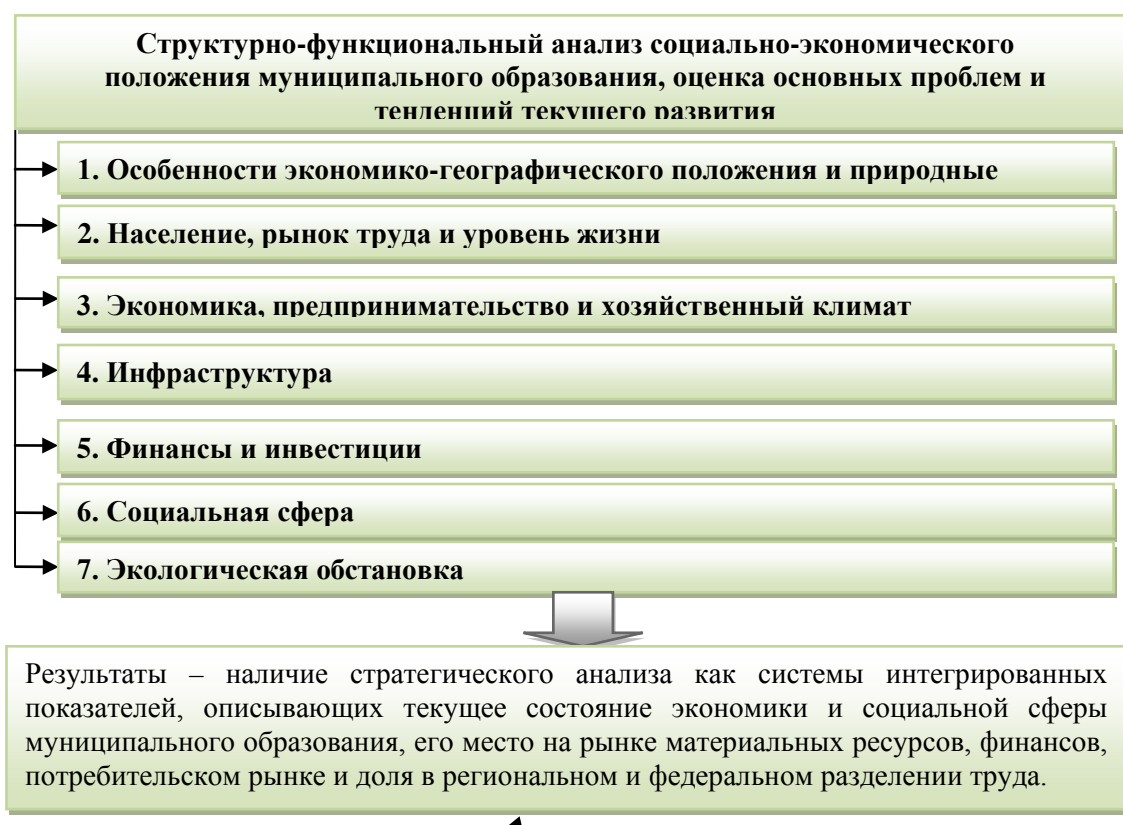 Структурно-функциональный анализ социально-экономического
положения муниципального образования, оценка основных проблем и
тенденций текущего развития
1. Особенности экономико-географического положения и природные
2. Население, рынок труда и уровень жизни
3. Экономика, предпринимательство и хозяйственный климат
4. Инфраструктура
5. Финансы и инвестиции
6. Социальная сфера
7. Экологическая обстановка
Результаты – наличие стратегического анализа как системы интегрированных
показателей, описывающих текущее состояние экономики и социальной сферы
муниципального образования, его место на рынке материальных ресурсов, финансов,
потребительском рынке и доля в региональном и федеральном разделении труда.